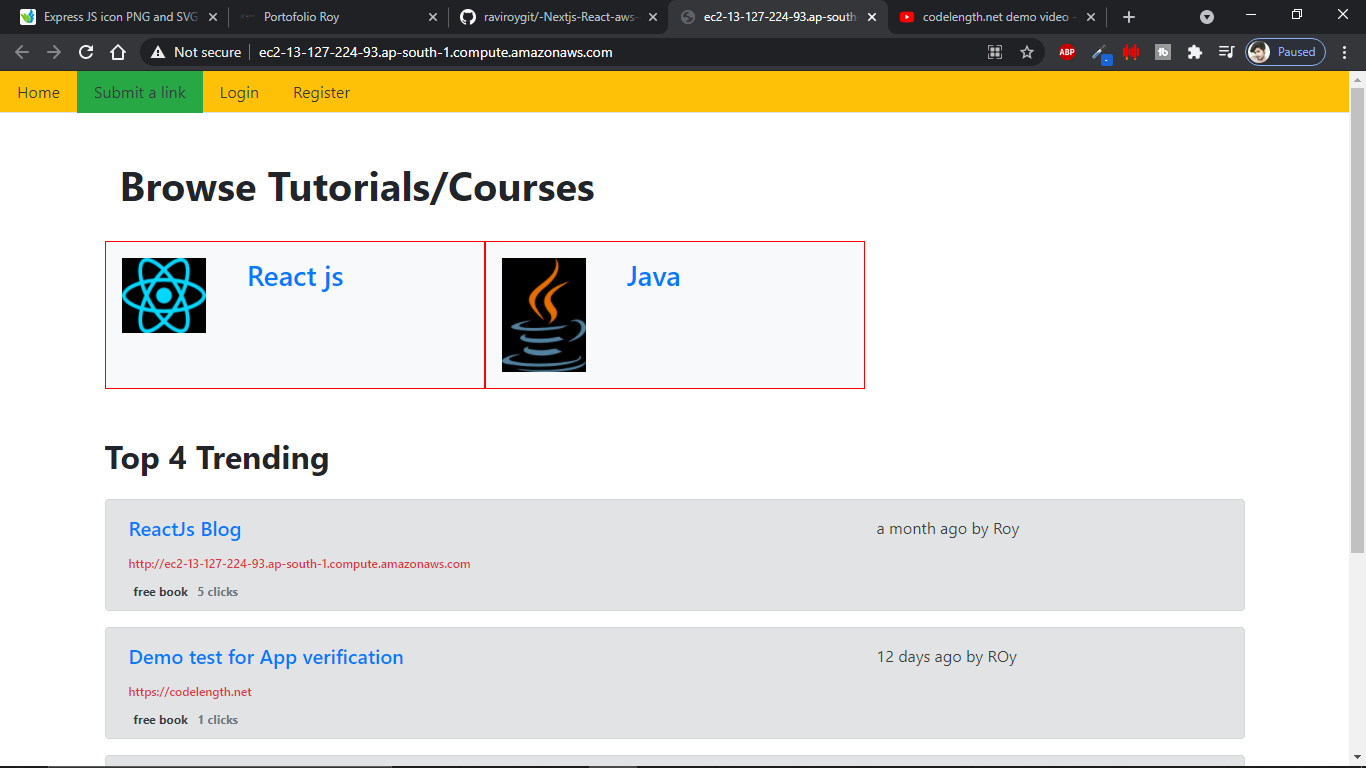 Express JS icon PNG and SVG
Portofolio Roy
raviroygit/-Nextjs-React-aws-
ec2-13-127-224-93.ap-south
codelength.net demo video -
Not secure
ec2-13-127-224-93.ap-south-1.compute.amazonaws.com
ABP
fb
Paused
Home
Submit a link
Login
Register
Browse Tutorials/Courses
React js
Java
Top 4 Trending
ReactJs Blog
a month ago by Roy
http://ec2-13-127-224-93.ap-south-1.compute.amazonaws.com
free book 5 clicks
Demo test for App verification
12 days ago by ROy
https://codelength.net
free book 1 clicks